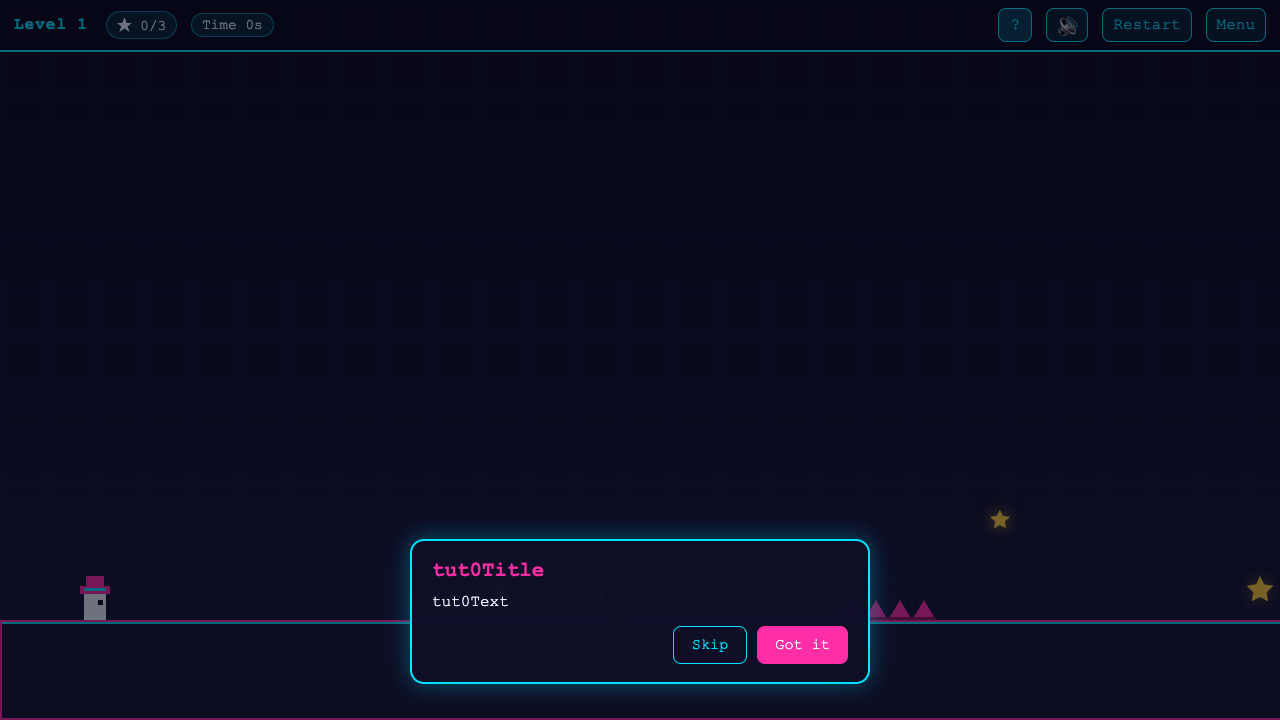 Level 1
0/3
Time 0s
?
Restart
Menu
tut0Title
tut0Text
Skip
Got it